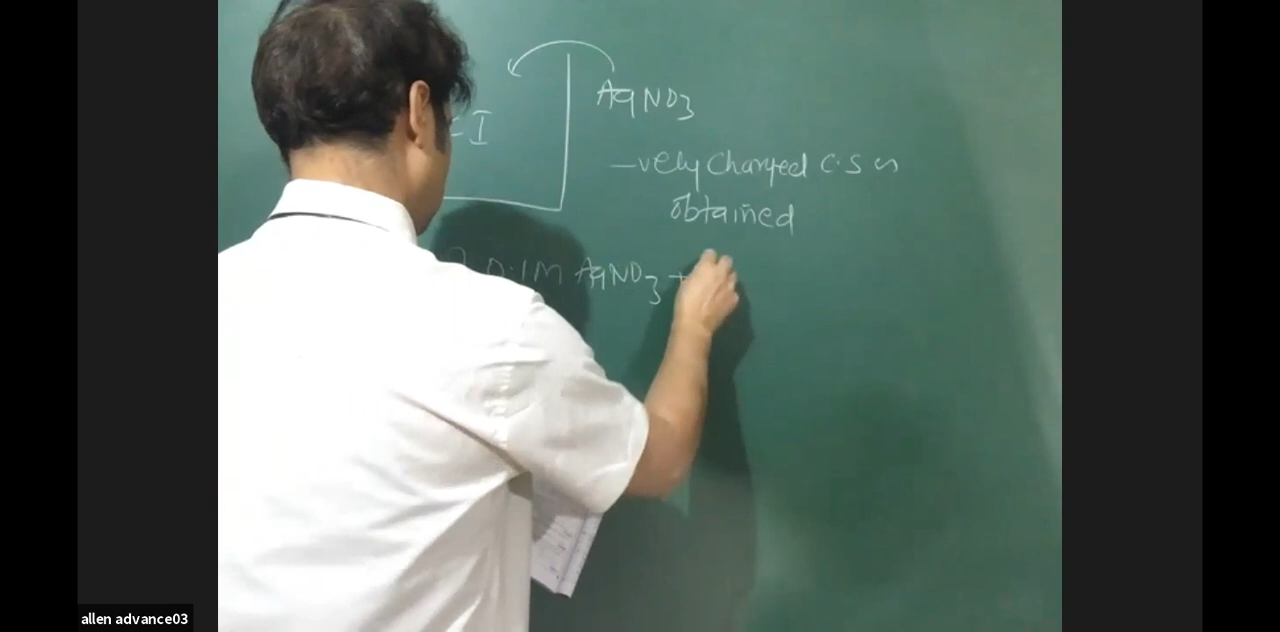 AgNO3
I
-vely Charged C.S is
obtained
0.1M AgNO3 +
allen advance03